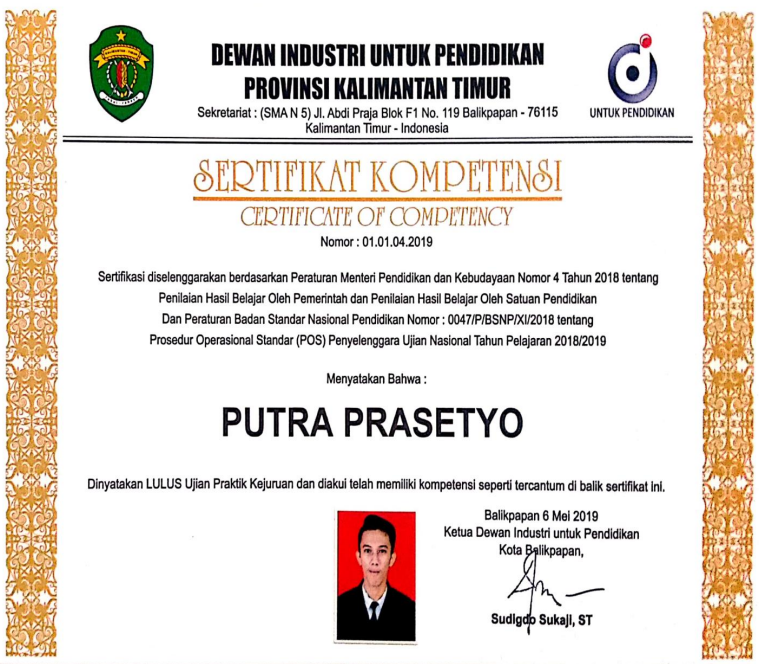 DEWAN INDUSTRI UNTUK PENDIDIKAN
PROVINSI KALIMANTAN TIMUR
Sekretariat : (SMA N 5) Jl. Abdi Praja Blok F1 No. 119 Balikpapan - 76115
Kalimantan Timur - Indonesia
UNTUK PENDIDIKAN
SERTIFIKAT KOMPETENSI
CERTIFICATE OF COMPETENCY
Nomor : 01.01.04.2019
Sertifikasi diselenggarakan berdasarkan Peraturan Menteri Pendidikan dan Kebudayaan Nomor 4 Tahun 2018 tentang
Penilaian Hasil Belajar Oleh Pemerintah dan Penilaian Hasil Belajar Oleh Satuan Pendidikan
Dan Peraturan Badan Standar Nasional Pendidikan Nomor : 0047/P/BSNP/XI/2018 tentang
Prosedur Operasional Standar (POS) Penyelenggara Ujian Nasional Tahun Pelajaran 2018/2019
Menyatakan Bahwa :
PUTRA PRASETYO
Dinyatakan LULUS Ujian Praktik Kejuruan dan diakui telah memiliki kompetensi seperti tercantum di balik sertifikat ini.
Balikpapan 6 Mei 2019
Ketua Dewan Industri untuk Pendidikan
Kota Balikpapan,
Sudigdo Sukaji, ST